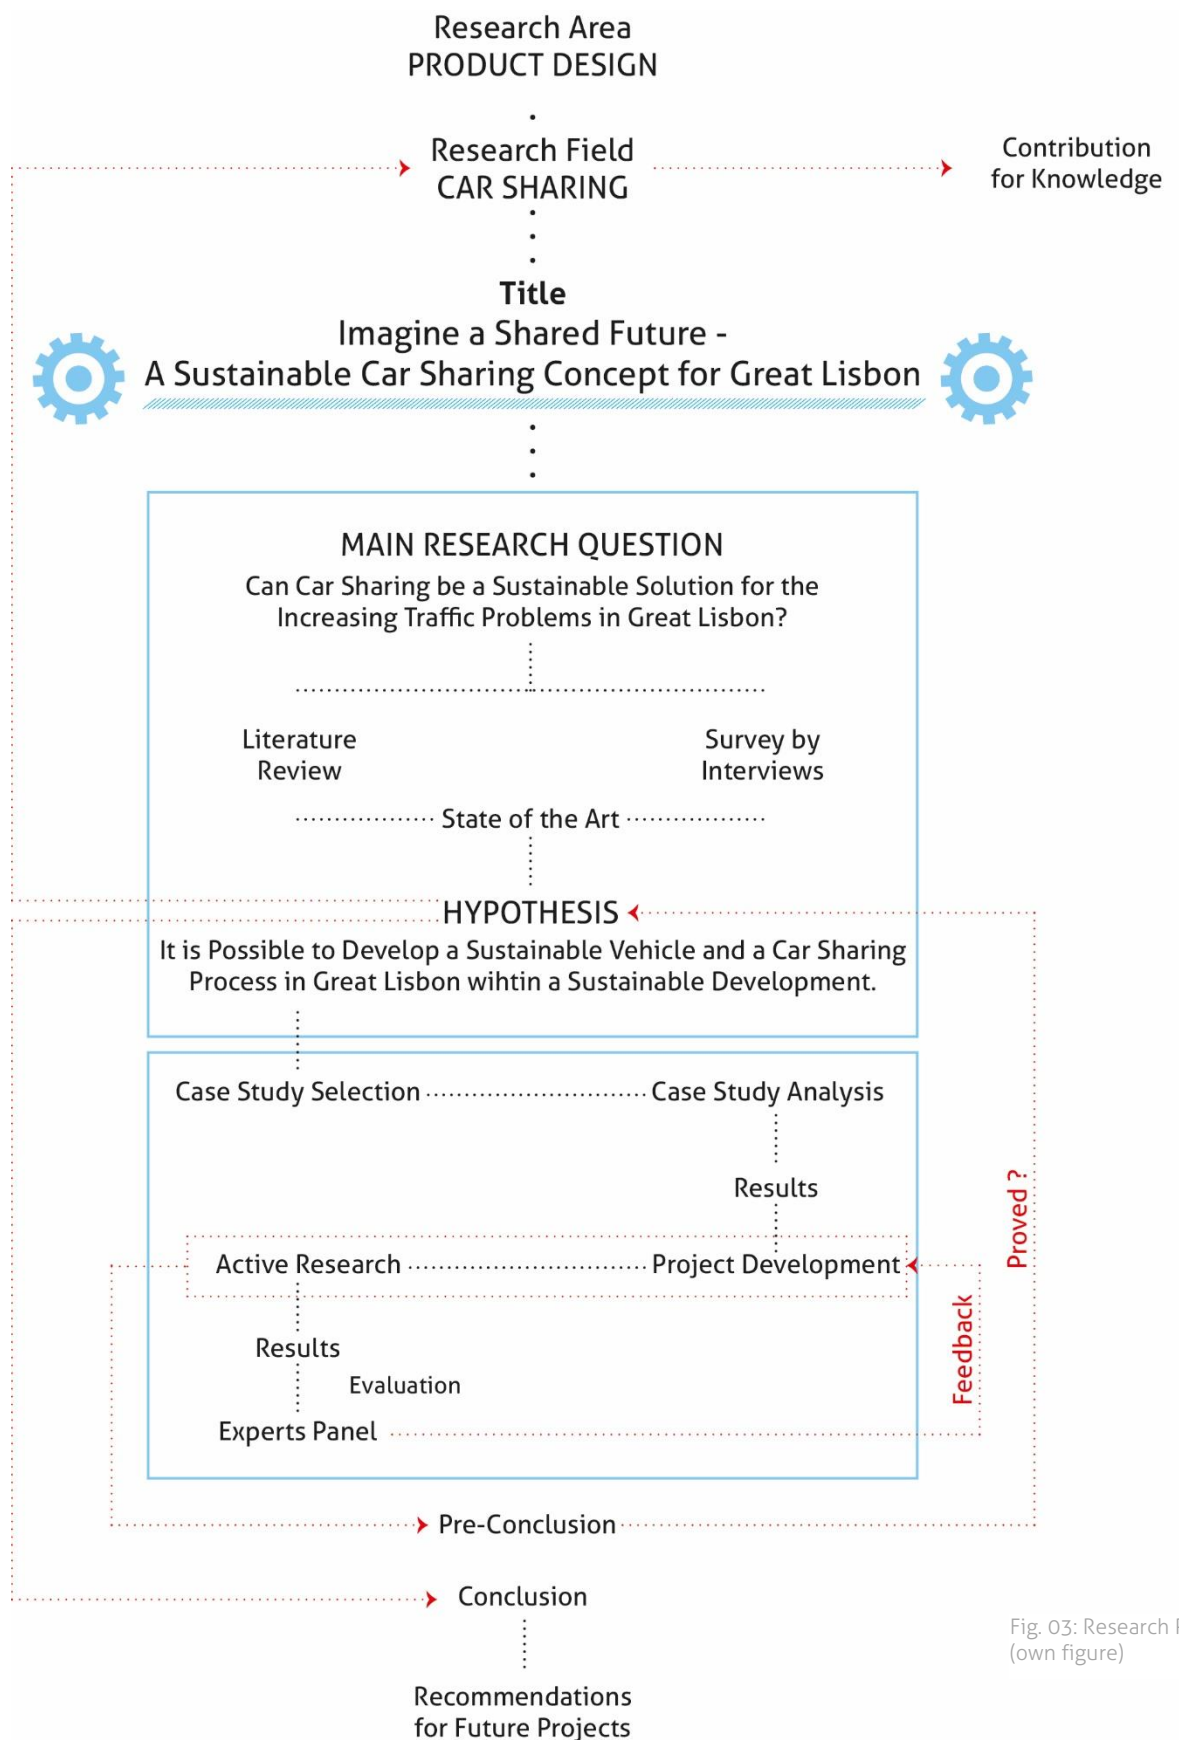 Research Area
PRODUCT DESIGN
Research Field
CAR SHARING
Contribution
for Knowledge
Title
Imagine a Shared Future -
A Sustainable Car Sharing Concept for Great Lisbon
MAIN RESEARCH QUESTION
Can Car Sharing be a Sustainable Solution for the
Increasing Traffic Problems in Great Lisbon?
Literature
Review
Survey by
Interviews
State of the Art
HYPOTHESIS
It is Possible to Develop a Sustainable Vehicle and a Car Sharing
Process in Great Lisbon wihtin a Sustainable Development.
Case Study Selection
Case Study Analysis
Results
Active Research
Project Development
Proved ?
Feedback
Results
Evaluation
Experts Panel
Pre-Conclusion
Conclusion
Fig. 03: Research
(own figure)
Recommendations
for Future Projects